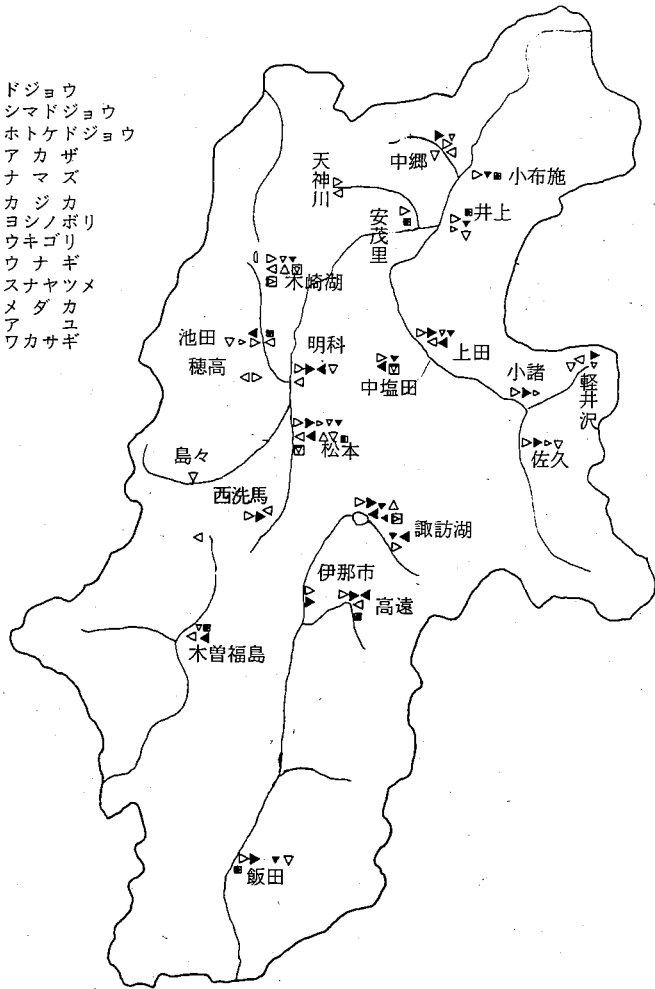 ドジョウ
シマドジョウ
ホトケドジョウ
アカザ
ナマズ
カジカ
ヨシノボリ
ウキゴリ
ウナギ
スナヤツメ
メダカ
アユ
ワカサギ
中郷
小布施
天神川
安茂里
井上
木崎湖
池田
穂高
明科
中塩田
上田
小諸
軽井沢
佐久
松本
島々
西洗馬
諏訪湖
伊那市
高遠
木曽福島
飯田